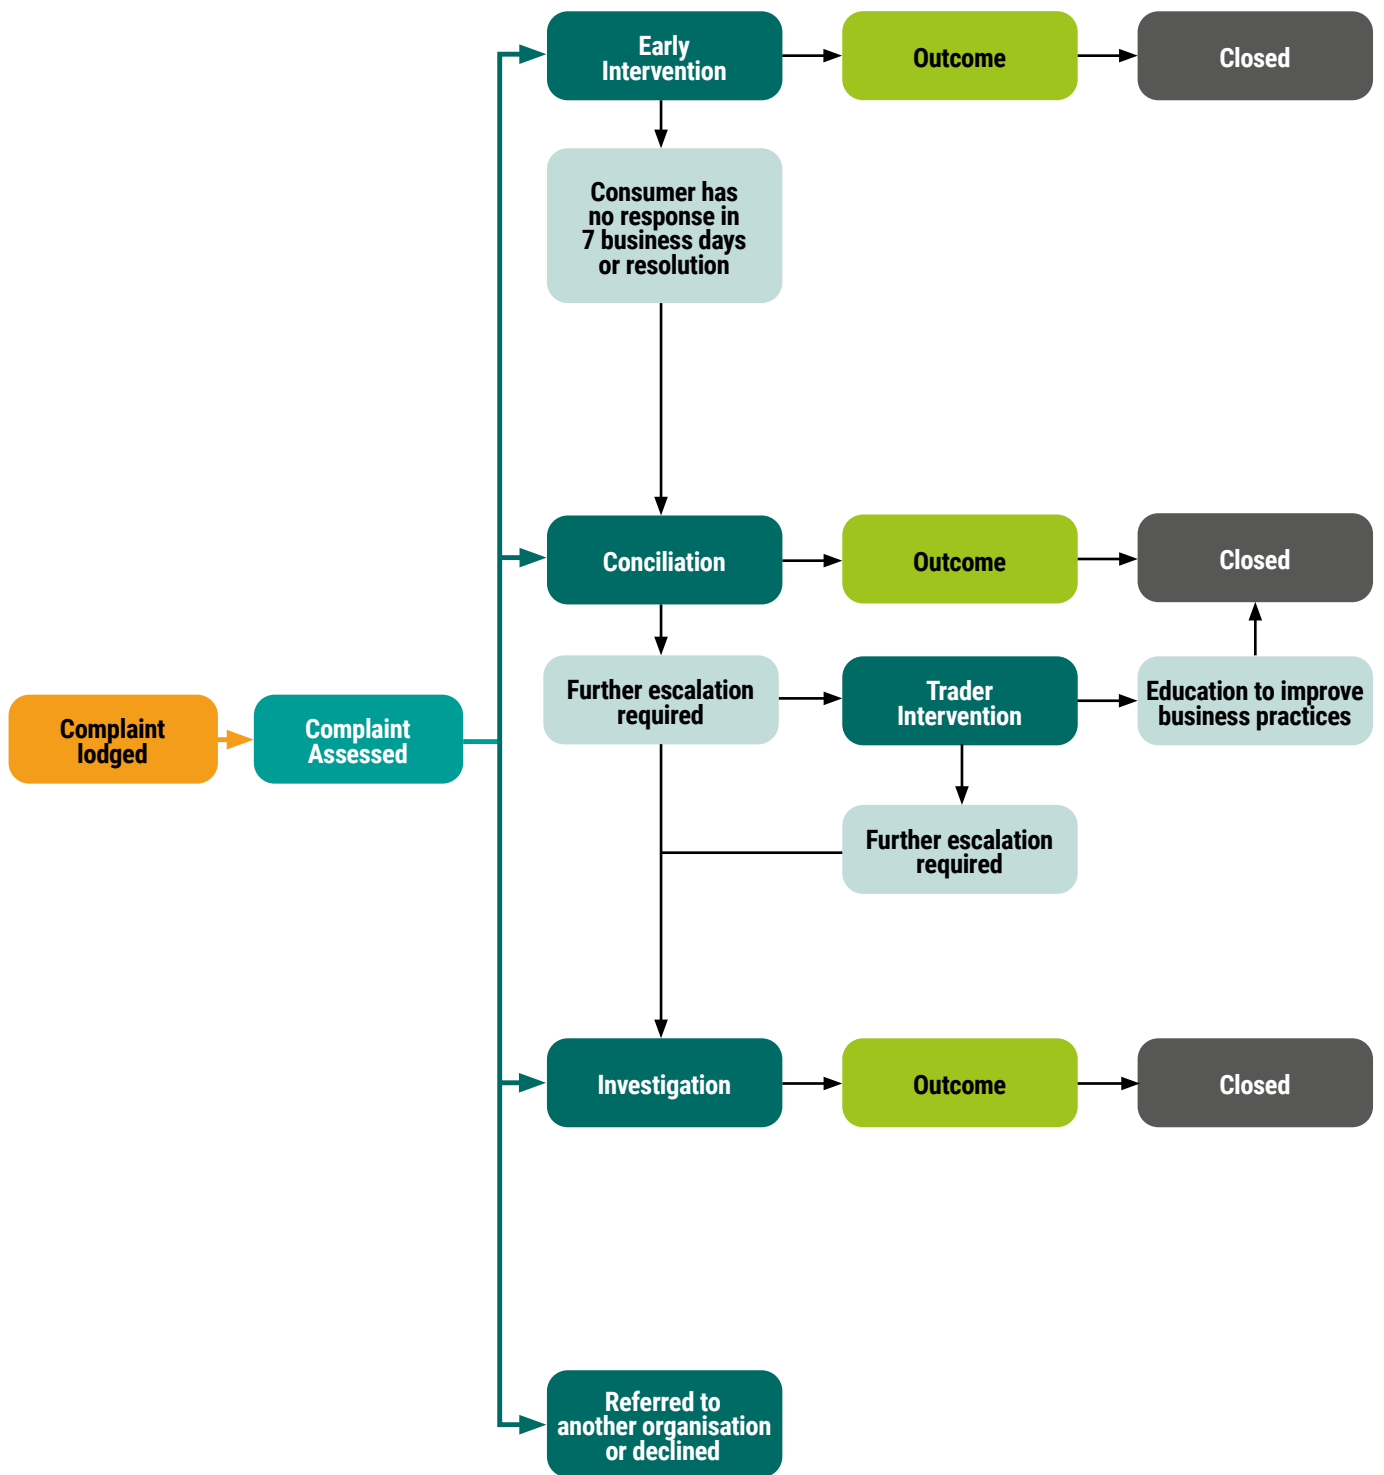 Early
Intervention
Outcome
Closed
Consumer has
no response in
7 business days
or resolution
Conciliation
Outcome
Closed
Further escalation
required
Trader
Intervention
Education to improve
business practices
Complaint
lodged
Complaint
Assessed
Further escalation
required
Investigation
Outcome
Closed
Referred to
another organisation
or declined